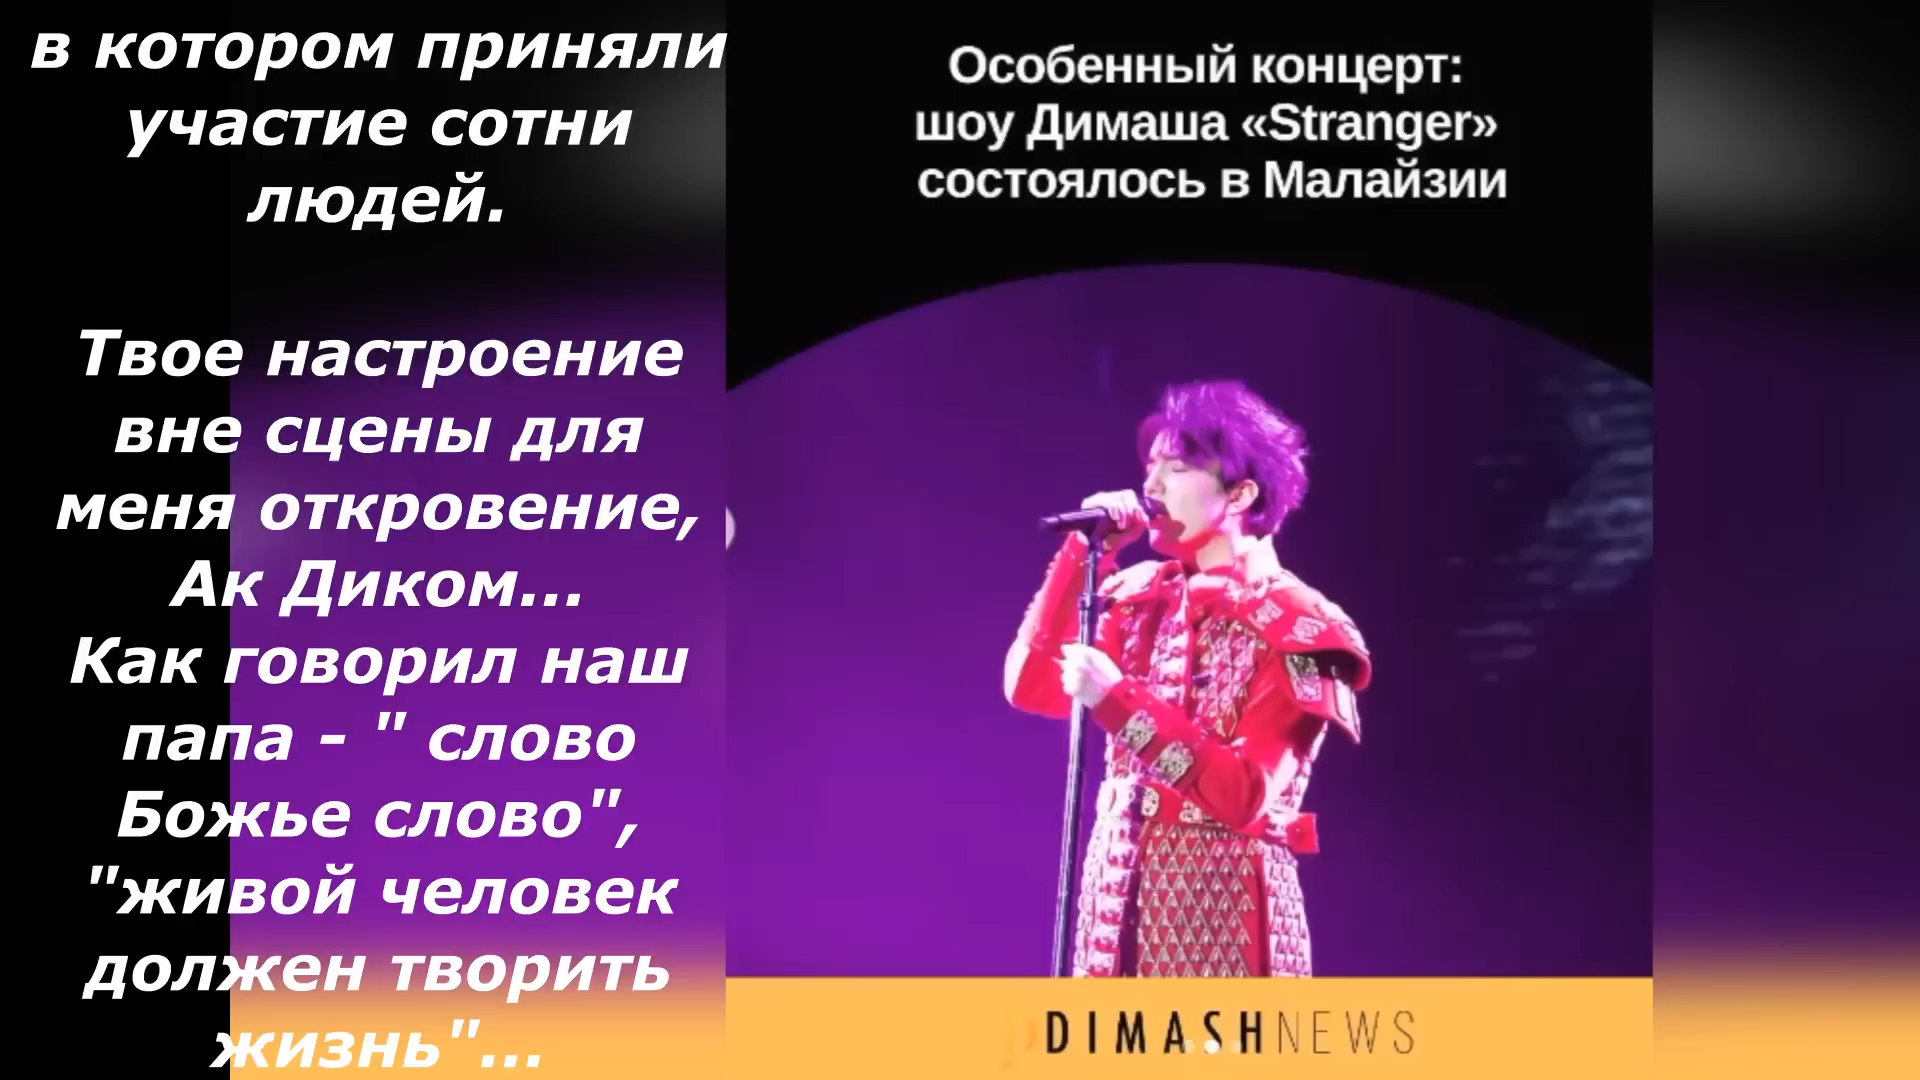 в котором приняли
участие сотни
людей.
Твое настроение
вне сцены для
меня откровение,
Ак Диком...
Как говорил наш
папа - " слово
Божье слово",
"живой человек
должен творить
жизнь"...
Особенный концерт:
шоу Димаша «Stranger»
состоялось в Малайзии
DIMASHNEWS